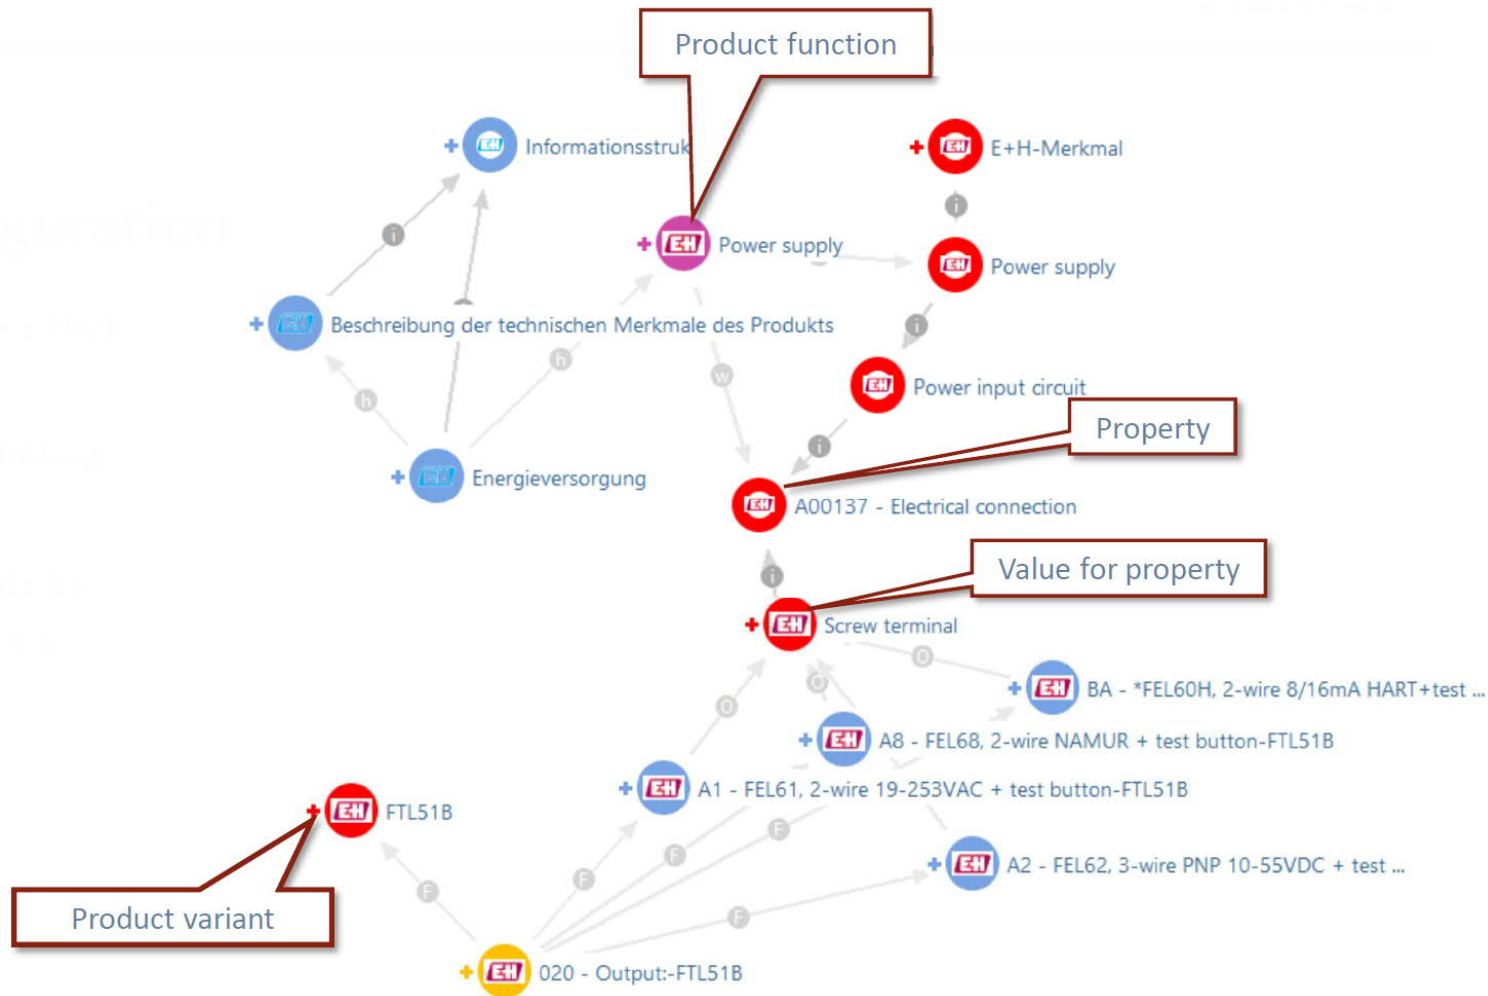 Product function
Informationsstruk
E+H-Merkmal
Power supply
Power supply
Beschreibung der technischen Merkmale des Produkts
Power input circuit
Property
Energieversorgung
A00137 - Electrical connection
Value for property
Screw terminal
BA - *FEL60H, 2-wire 8/16mA HART+test ...
A8 - FEL68, 2-wire NAMUR + test button-FTL51B
A1 - FEL61, 2-wire 19-253VAC + test button-FTL51B
FTL51B
A2 - FEL62, 3-wire PNP 10-55VDC + test ...
Product variant
020 - Output:-FTL51B